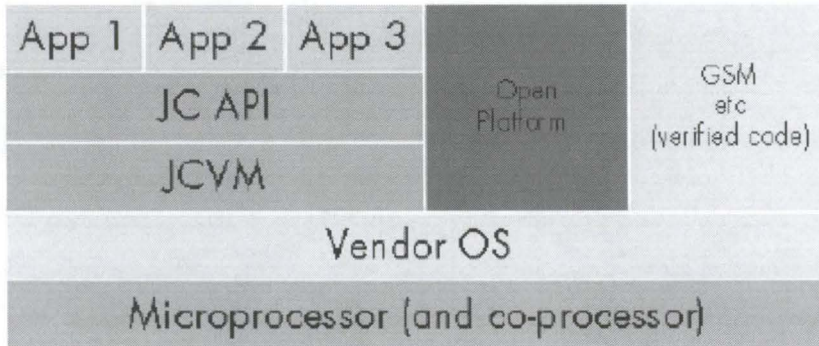 App 1 App 2 App 3
JC API
JCVM
Open
Platform
GSM
etc
(verified code)
Vendor OS
Microprocessor (and co-processor)